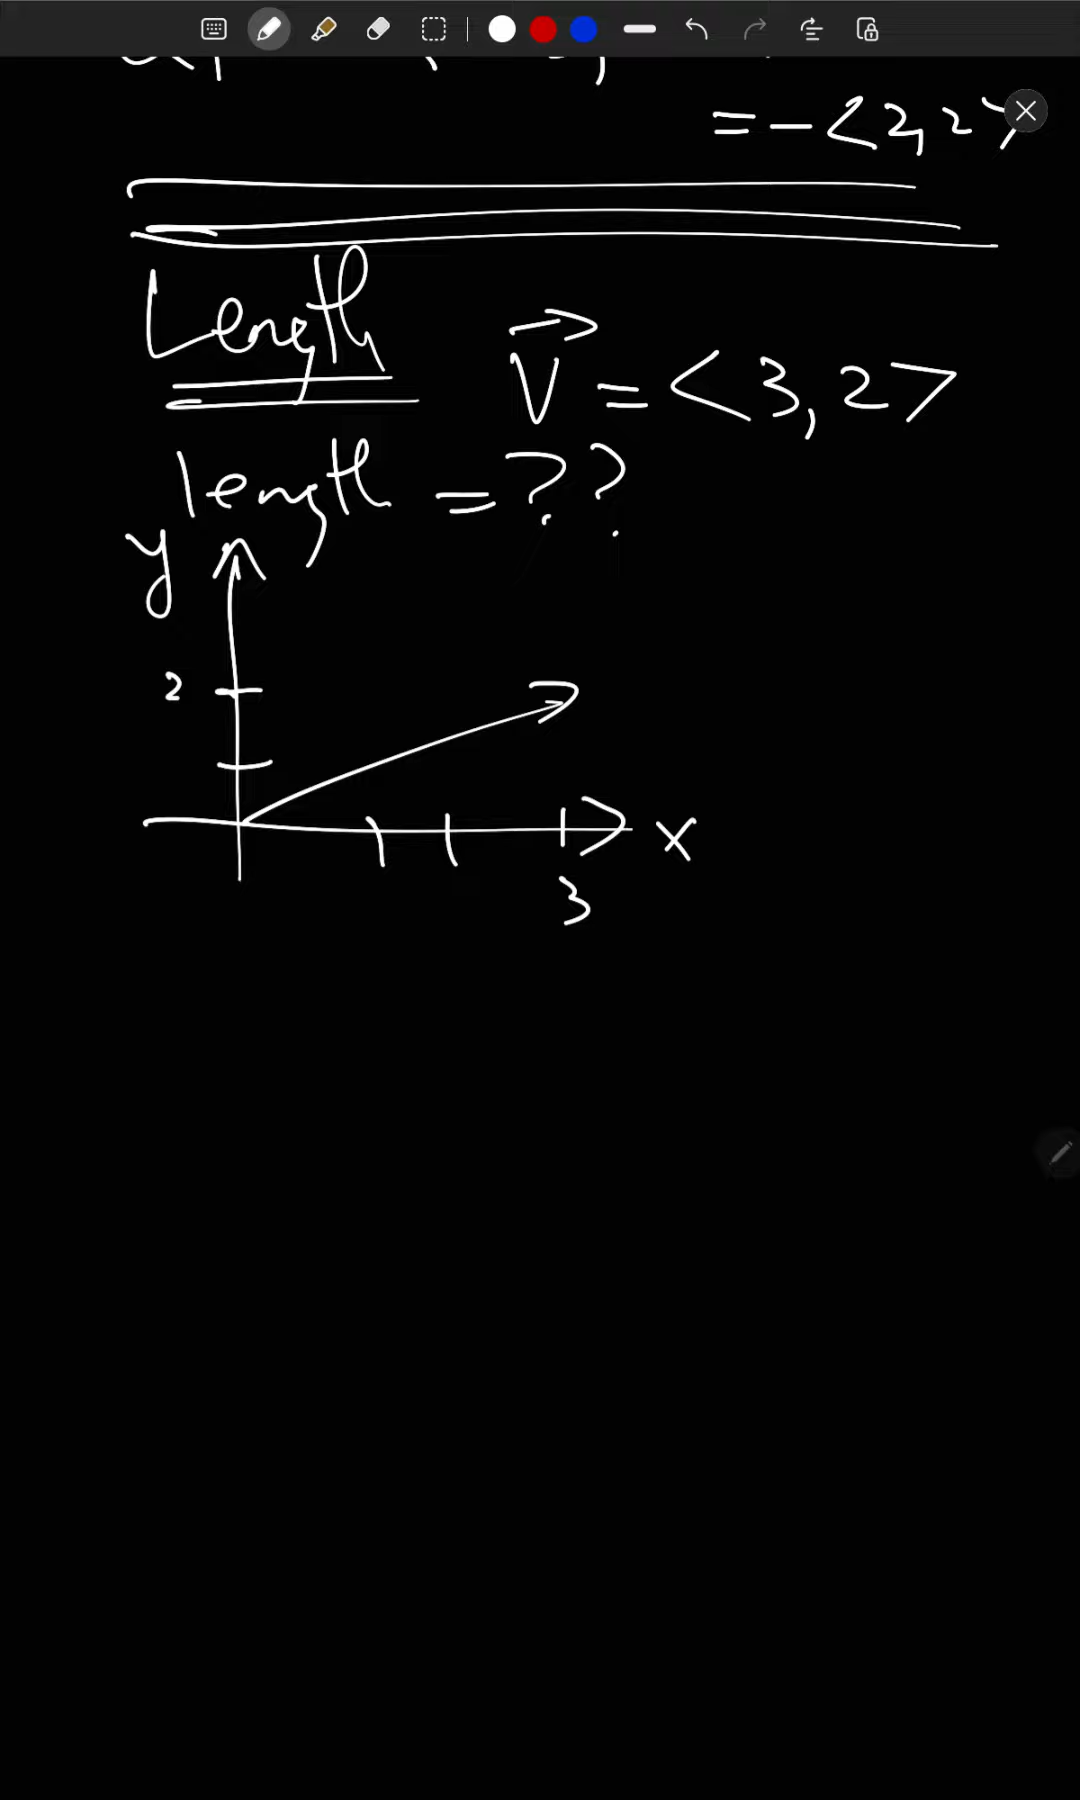 = - <2, 2>
Length
V = <3, 2>
length = ??
y
2
x
3